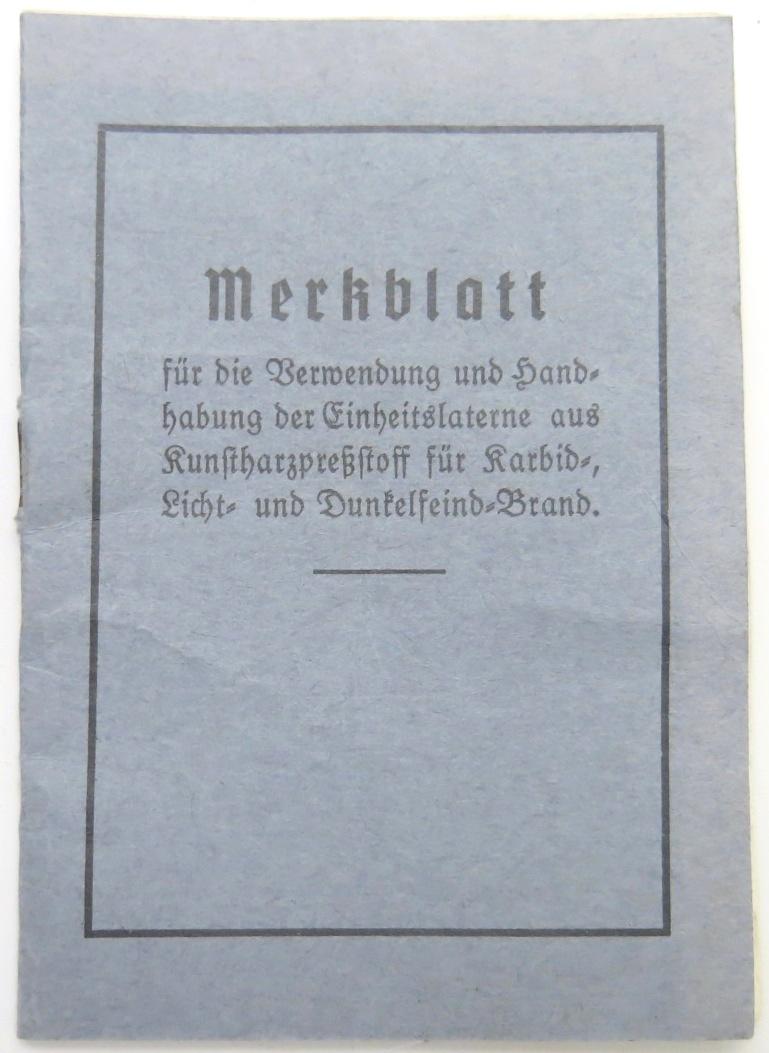 Merkblatt
für die Verwendung und Hand-
habung der Einheitslaterne aus
Kunstharzpreßstoff für Karbid-,
Licht- und Dunkelfeind-Brand.